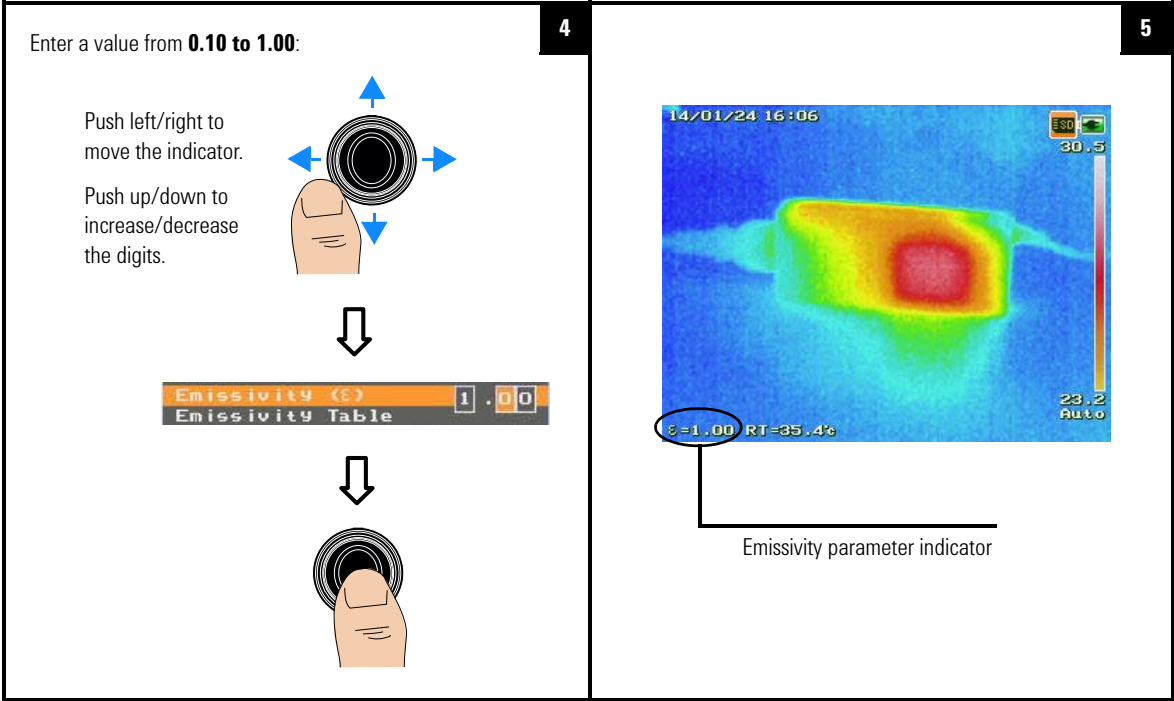 4
Enter a value from 0.10 to 1.00:
Push left/right to
move the indicator.
Push up/down to
increase/decrease
the digits.
Emissivity (ε) 1.00
Emissivity Table
5
14/01/24 16:06
SD
30.5
23.2
Auto
ε=1.00 RT=35.4℃
Emissivity parameter indicator